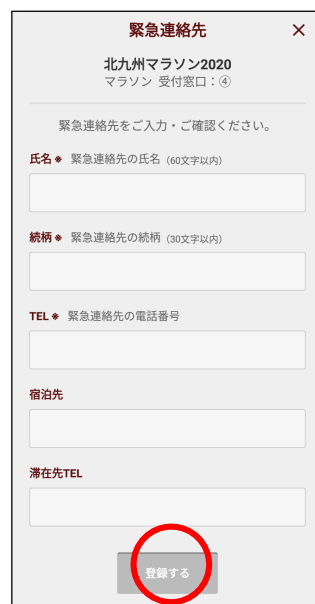 緊急連絡先 ×
北九州マラソン2020
マラソン 受付窓口：④
緊急連絡先をご入力・ご確認ください。
氏名※ 緊急連絡先の氏名（60文字以内）
続柄※ 緊急連絡先の続柄（30文字以内）
TEL※ 緊急連絡先の電話番号
宿泊先
滞在先TEL
登録する